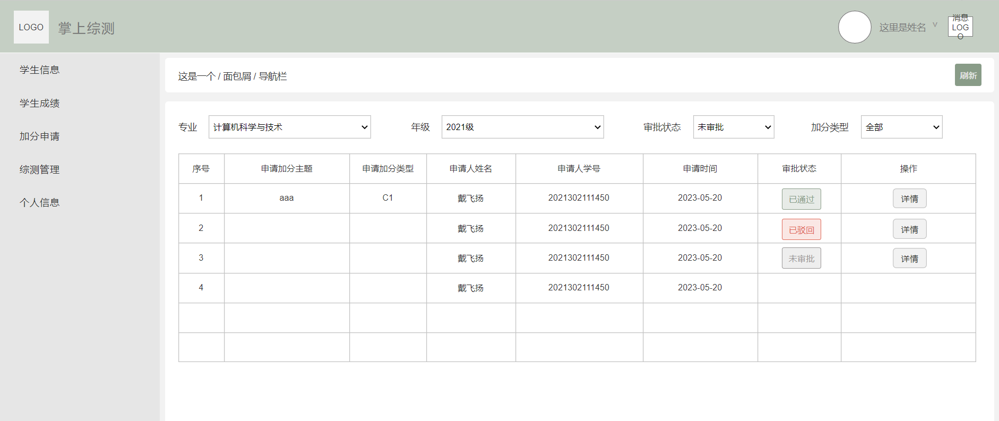 LOGO 掌上综测
这里是姓名 V
消息
LOG
O
学生信息
学生成绩
加分申请
综测管理
个人信息
这是一个 / 面包屑 / 导航栏
刷新
专业 计算机科学与技术 年级 2021级 审批状态 未审批 加分类型 全部
序号 申请加分主题 申请加分类型 申请人姓名 申请人学号 申请时间 审批状态 操作
1 aaa C1 戴飞扬 2021302111450 2023-05-20 已通过 详情
2 戴飞扬 2021302111450 2023-05-20 已驳回 详情
3 戴飞扬 2021302111450 2023-05-20 未审批 详情
4 戴飞扬 2021302111450 2023-05-20